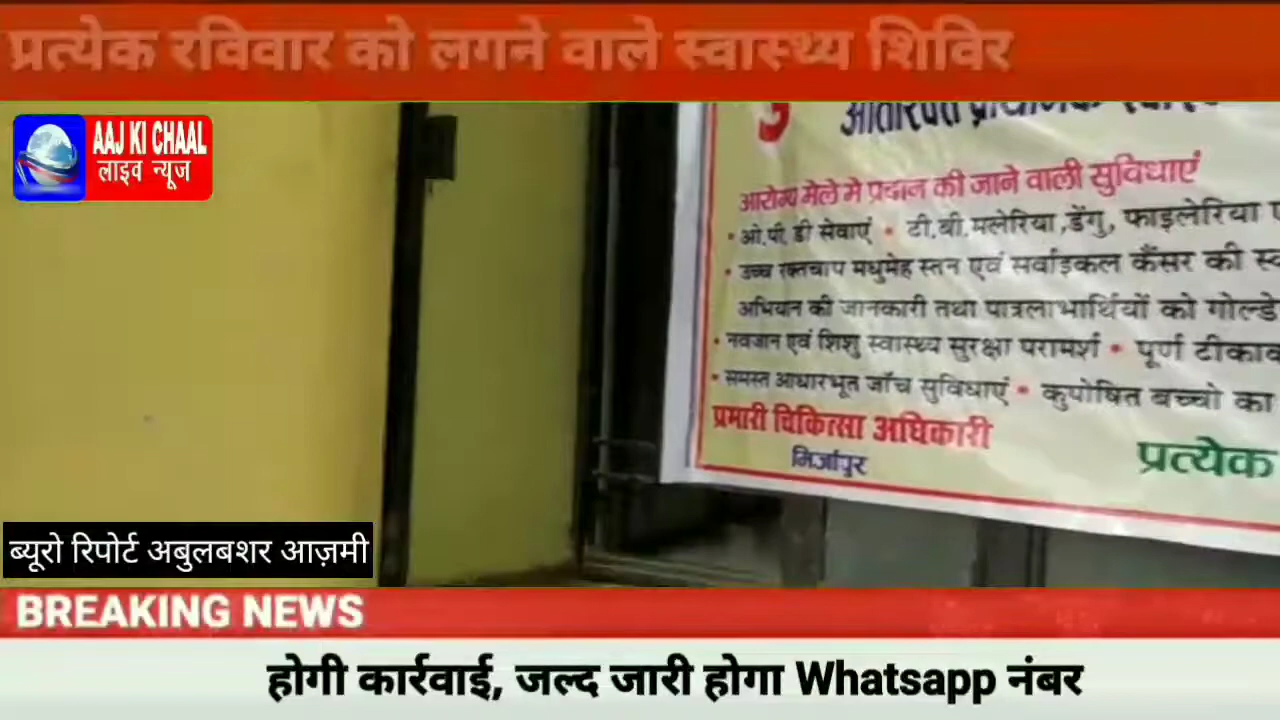 प्रत्येक रविवार को लगने वाले स्वास्थ्य शिविर
AAJ KI CHAAL
लाइव न्यूज
आरोग्य मेले मे प्रदान की जाने वाली सुविधाएं
• ओ.पी. डी सेवाएं • टी.बी.मलेरिया ,डेंगु, फाइलेरिया
• उच्च रक्तचाप मधुमेह स्तन एवं सर्वाइकल कैंसर की
अभियान की जानकारी तथा पात्रलाभार्थियों को गोल्डे
• नवजान एवं शिशु स्वास्थ्य सुरक्षा परामर्श • पूर्ण टीकाक
• समस्त आधारभूत जाँच सुविधाएं • कुपोषित बच्चो का
प्रभारी चिकित्सा अधिकारी
मिर्जापुर
प्रत्येक
ब्यूरो रिपोर्ट अबुलबशर आज़मी
BREAKING NEWS
होगी कार्रवाई, जल्द जारी होगा Whatsapp नंबर